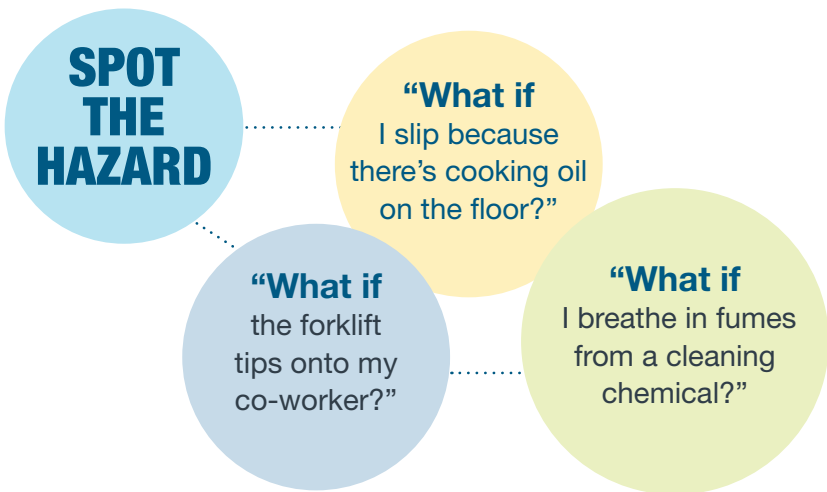 SPOT
THE
HAZARD
“What if
I slip because
there’s cooking oil
on the floor?”
“What if
the forklift
tips onto my
co-worker?”
“What if
I breathe in fumes
from a cleaning
chemical?”